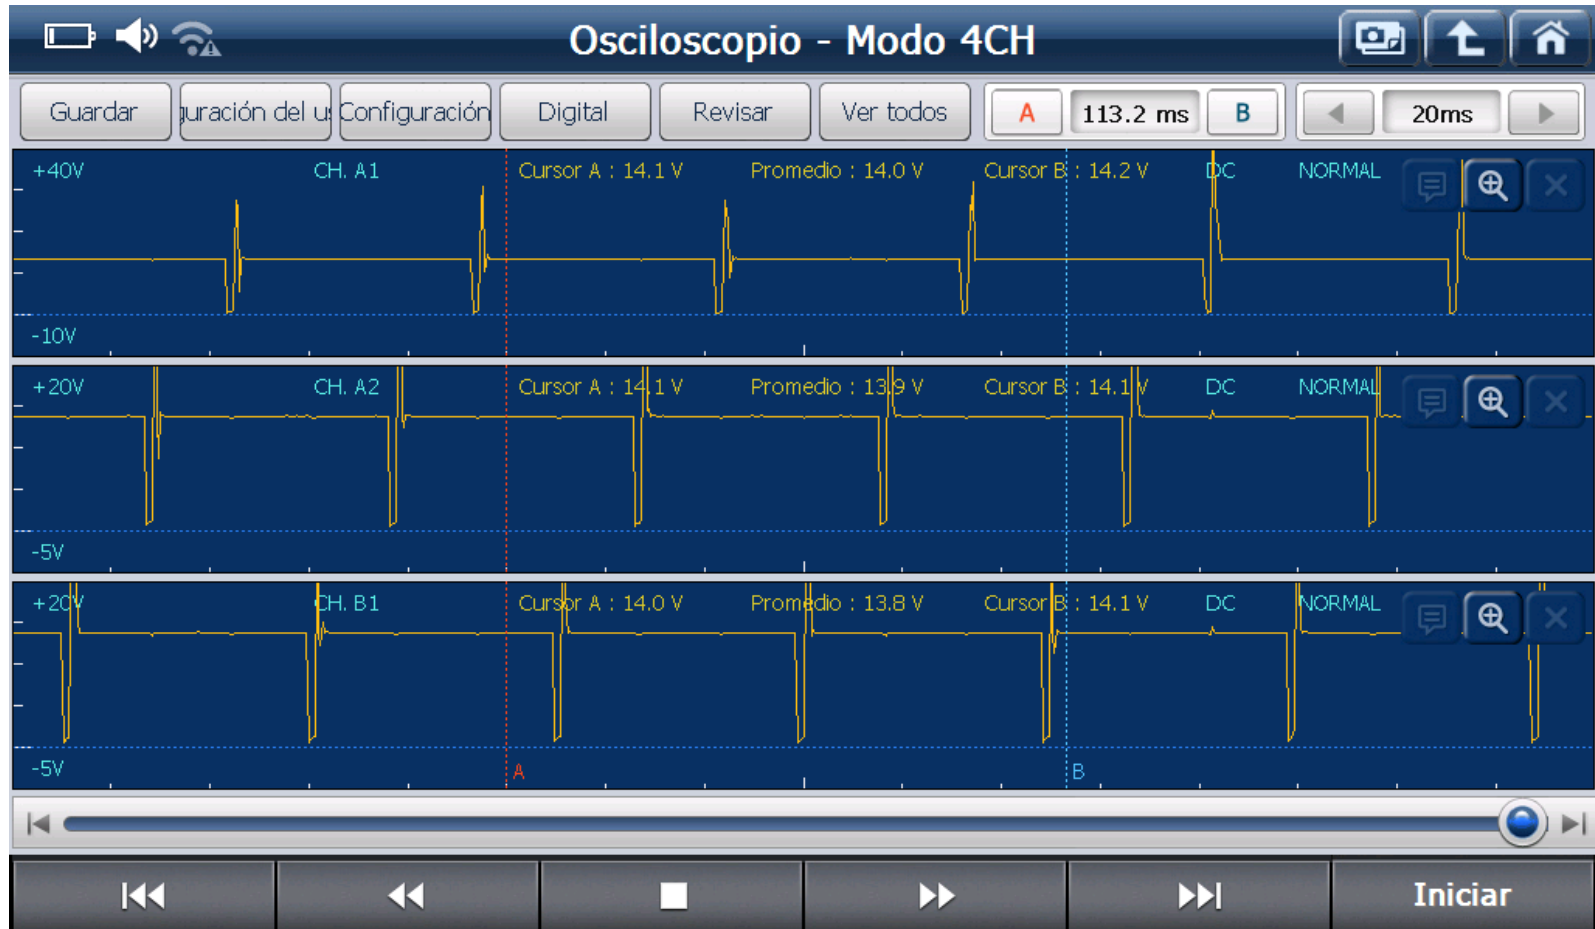 Osciloscopio - Modo 4CH
Guardar guración del u Configuración Digital Revisar Ver todos A 113.2 ms B 20ms
+40V CH. A1 Cursor A : 14.1 V Promedio : 14.0 V Cursor B : 14.2 V DC NORMAL
-10V
+20V CH. A2 Cursor A : 14.1 V Promedio : 13.9 V Cursor B : 14.1 V DC NORMAL
-5V
+20V CH. B1 Cursor A : 14.0 V Promedio : 13.8 V Cursor B : 14.1 V DC NORMAL
-5V A B
Iniciar